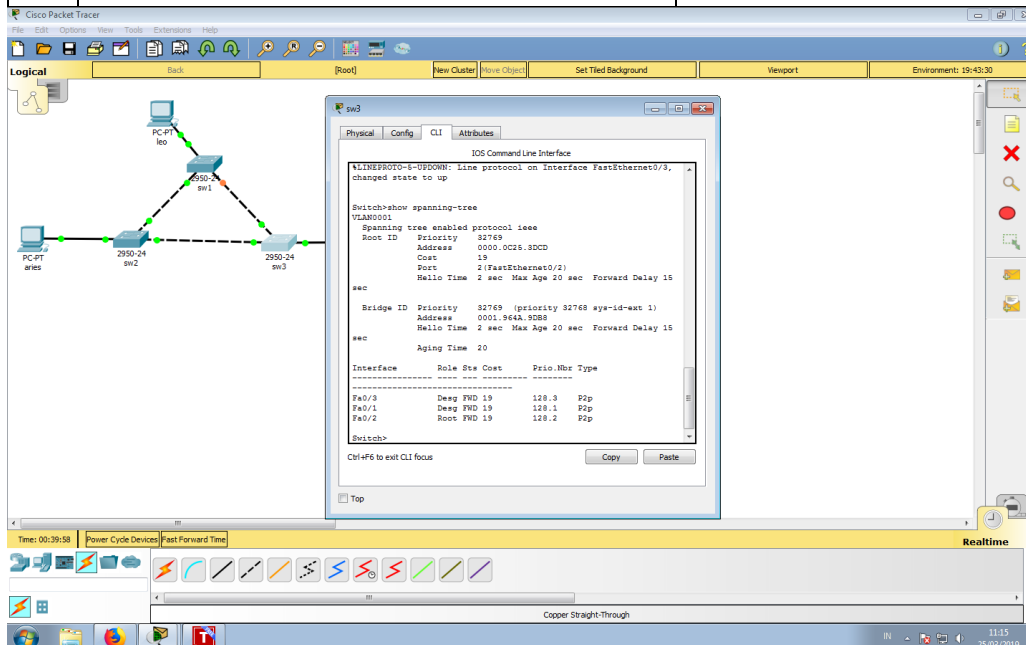 Cisco Packet Tracer
File Edit Options View Tools Extensions Help
Logical
Back
[Root]
New Cluster
Move Object
Set Tiled Background
Viewport
Environment: 19:43:30
PC-PT
leo
2950-24
sw1
PC-PT
aries
2950-24
sw2
2950-24
sw3
sw3
Physical
Config
CLI
Attributes
IOS Command Line Interface
%LINEPROTO-5-UPDOWN: Line protocol on Interface FastEthernet0/3,
changed state to up
Switch>show spanning-tree
VLAN0001
Spanning tree enabled protocol ieee
Root ID Priority 32769
Address 0000.0C25.3DCD
Cost 19
Port 2(FastEthernet0/2)
Hello Time 2 sec Max Age 20 sec Forward Delay 15
sec
Bridge ID Priority 32769 (priority 32768 sys-id-ext 1)
Address 0001.964A.9DB8
Hello Time 2 sec Max Age 20 sec Forward Delay 15
sec
Aging Time 20
Interface Role Sts Cost Prio.Nbr Type
---------------- ---- --- --------- -------- --------------------------------
Fa0/3 Desg FWD 19 128.3 P2p
Fa0/1 Desg FWD 19 128.1 P2p
Fa0/2 Root FWD 19 128.2 P2p
Switch>
Ctrl+F6 to exit CLI focus
Copy
Paste
Top
Time: 00:39:58
Power Cycle Devices
Fast Forward Time
Realtime
Copper Straight-Through
IN
11:15
25/03/2019